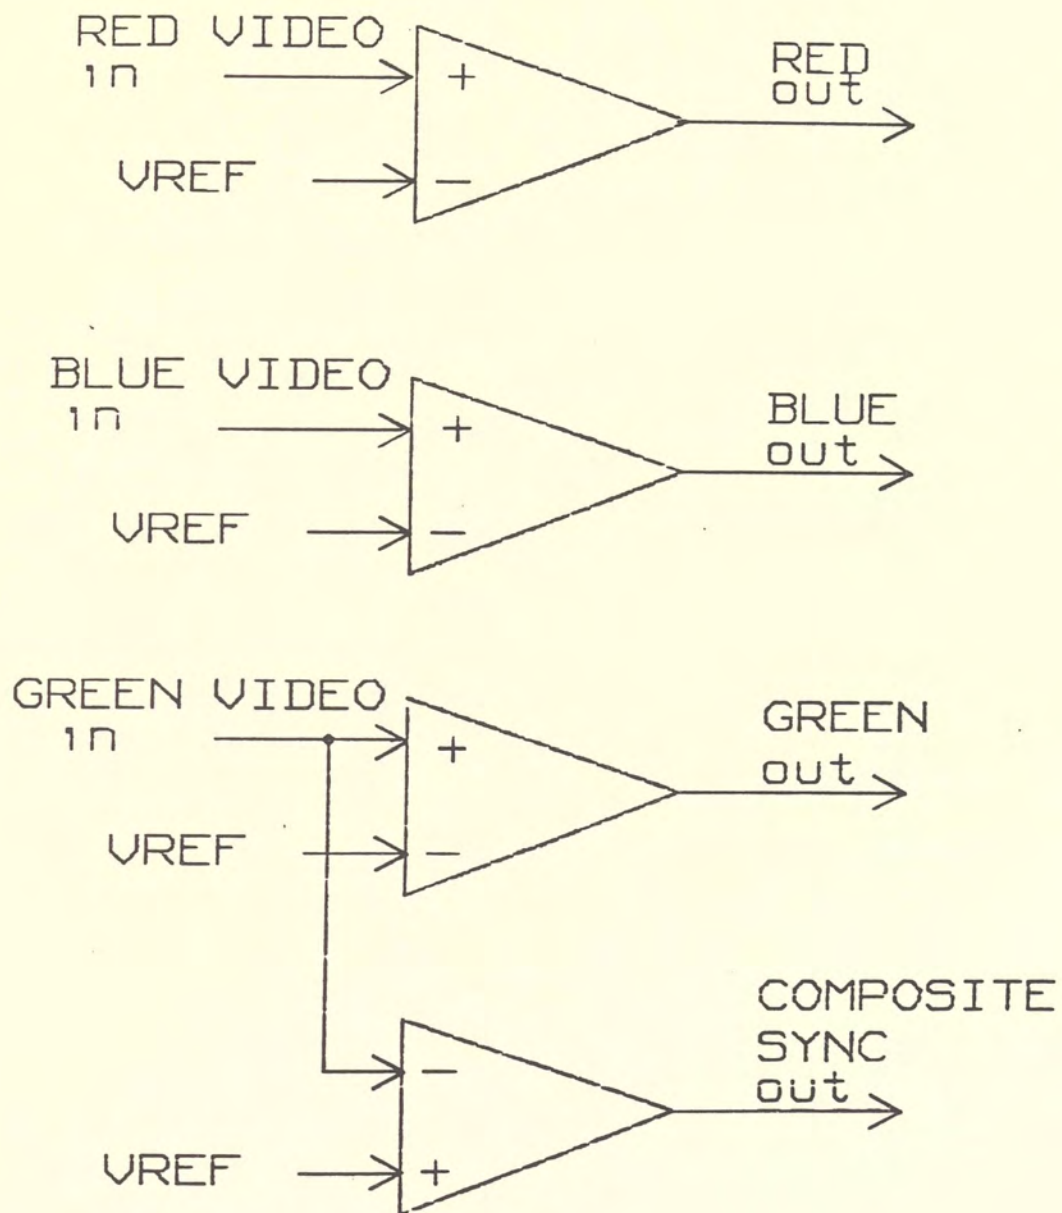 RED VIDEO
in
+
RED
out
VREF
-
BLUE VIDEO
in
+
BLUE
out
VREF
-
GREEN VIDEO
in
+
GREEN
out
VREF
-
COMPOSITE
SYNC
out
-
VREF
+